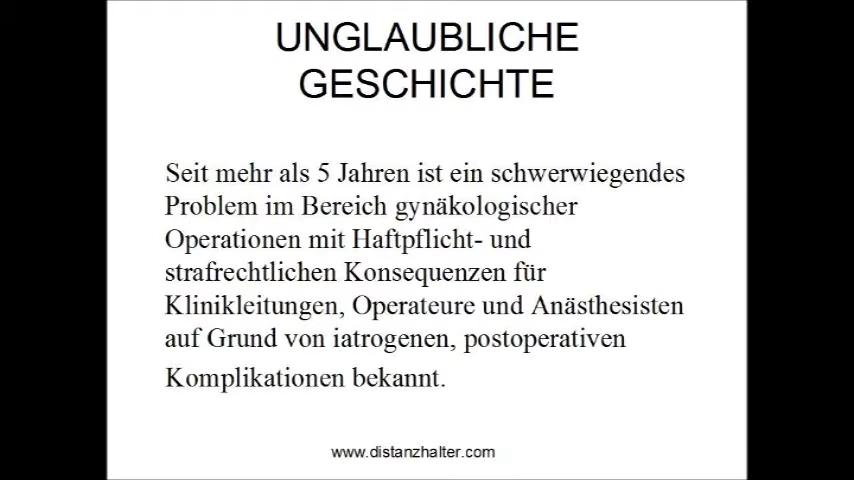 UNGLAUBLICHE
GESCHICHTE
Seit mehr als 5 Jahren ist ein schwerwiegendes
Problem im Bereich gynäkologischer
Operationen mit Haftpflicht- und
strafrechtlichen Konsequenzen für
Klinikleitungen, Operateure und Anästhesisten
auf Grund von iatrogenen, postoperativen
Komplikationen bekannt.
www.distanzhalter.com